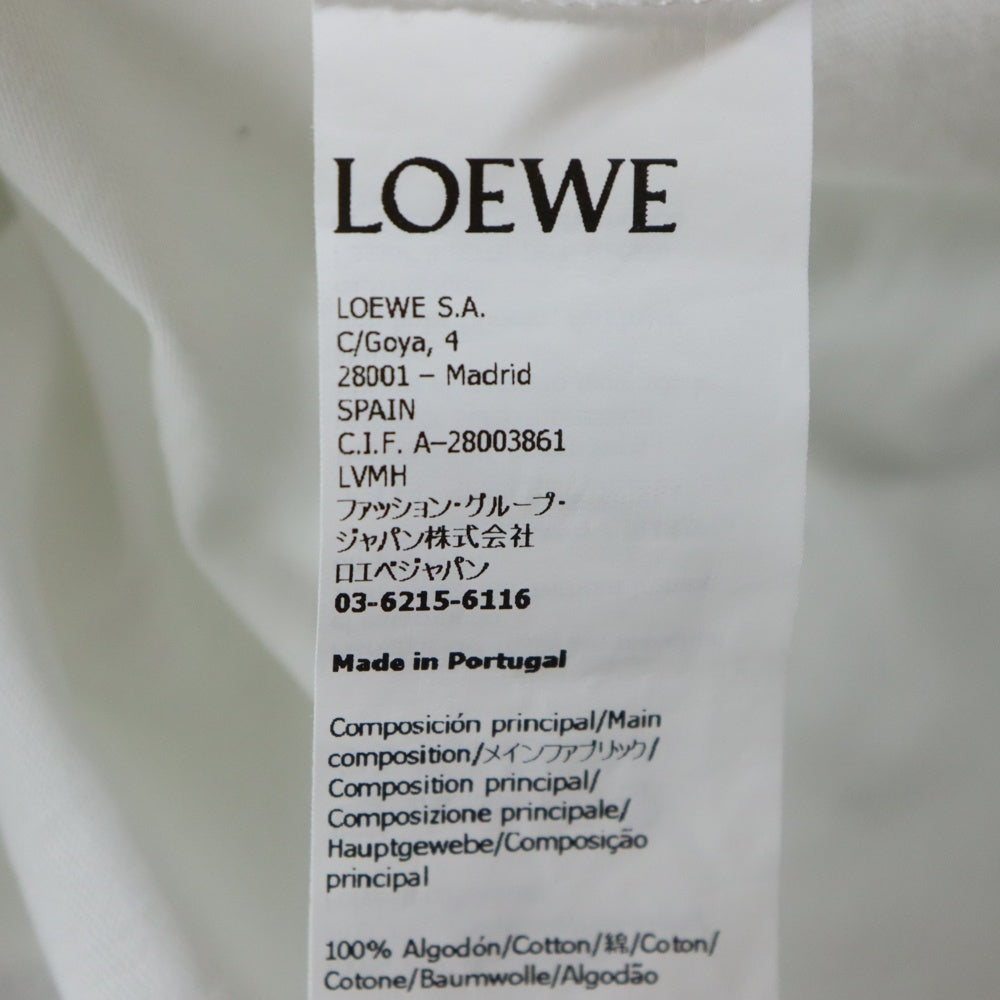 LOEWE
LOEWE S.A.
C/Goya, 4
28001 – Madrid
SPAIN
C.I.F. A–28003861
LVMH
ファッション・グループ・
ジャパン株式会社
ロエベジャパン
03-6215-6116
Made in Portugal
Composición principal/Main
composition/メインファブリック/
Composition principal/
Composizione principale/
Hauptgewebe/Composição
principal
100% Algodón/Cotton/綿/Coton/
Cotone/Baumwolle/Algodão